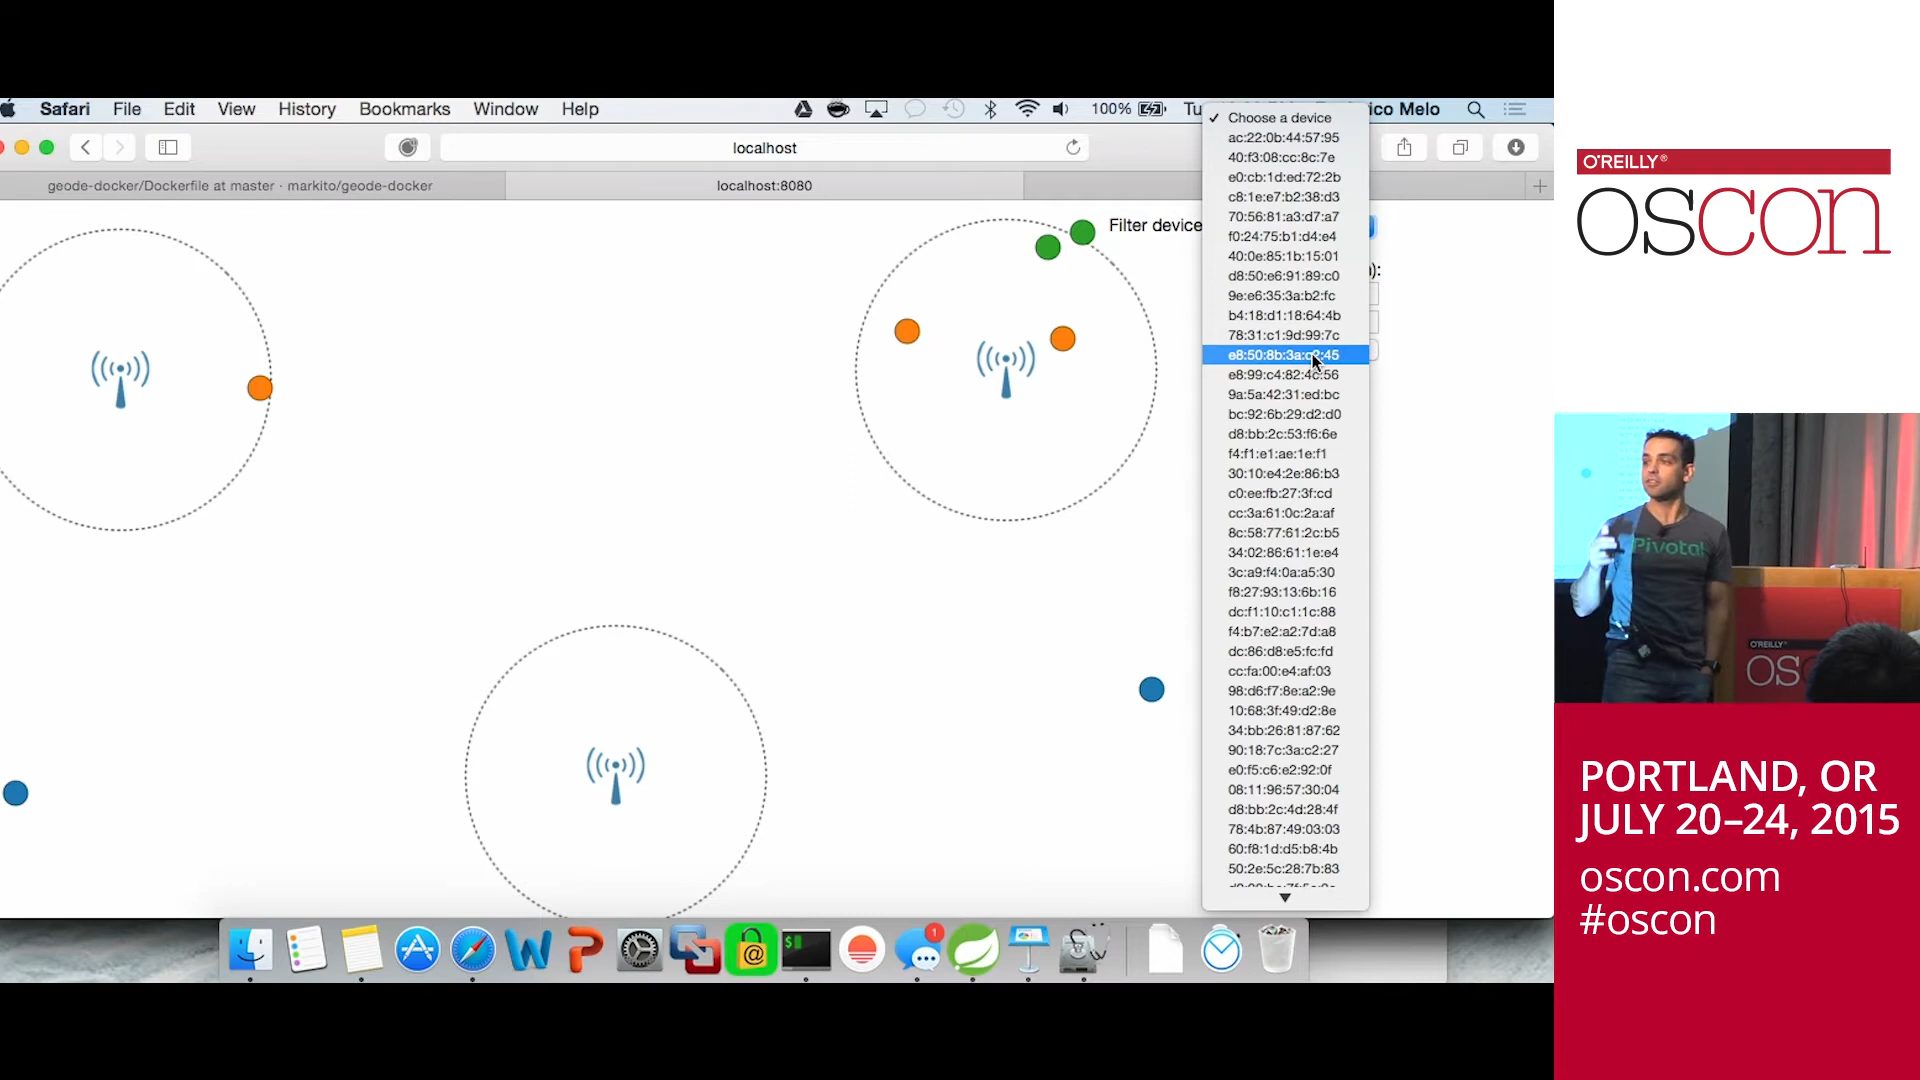 Safari File Edit View History Bookmarks Window Help 100% Tu ico Melo
localhost
geode-docker/Dockerfile at master · markito/geode-docker
localhost:8080
Filter device
):
✓ Choose a device
ac:22:0b:44:57:95
40:f3:08:cc:8c:7e
e0:cb:1d:ed:72:2b
c8:1e:e7:b2:38:d3
70:56:81:a3:d7:a7
f0:24:75:b1:d4:e4
40:0e:85:1b:15:01
d8:50:e6:91:89:c0
9e:e6:35:3a:b2:fc
b4:18:d1:18:64:4b
78:31:c1:9d:99:7c
e8:99:c4:82:4c:56
9a:5a:42:31:ed:bc
bc:92:6b:29:d2:d0
d8:bb:2c:53:f6:6e
f4:f1:e1:ae:1e:f1
30:10:e4:2e:86:b3
c0:ee:fb:27:3f:cd
cc:3a:61:0c:2a:af
8c:58:77:61:2c:b5
34:02:86:61:1e:e4
3c:a9:f4:0a:a5:30
f8:27:93:13:6b:16
dc:f1:10:c1:1c:88
f4:b7:e2:a2:7d:a8
dc:86:d8:e5:fc:fd
cc:fa:00:e4:af:03
98:d6:f7:8e:a2:9e
10:68:3f:49:d2:8e
34:bb:26:81:87:62
90:18:7c:3a:c2:27
e0:f5:c6:e2:92:0f
08:11:96:57:30:04
d8:bb:2c:4d:28:4f
78:4b:87:49:03:03
60:f8:1d:d5:b8:4b
50:2e:5c:28:7b:83
1
O'REILLY®
OSCON
Pivotal
O'REILLY
OS
PORTLAND, OR
JULY 20–24, 2015
oscon.com
#oscon